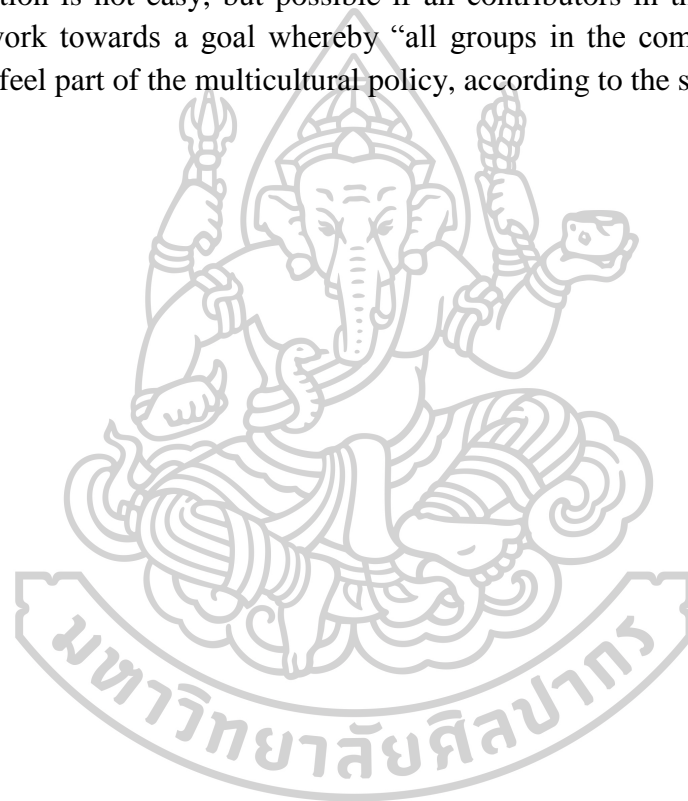 tion is not easy, but possible if all contributors in th
work towards a goal whereby “all groups in the com
feel part of the multicultural policy, according to the s
มหาวิทยาลัยศิลปากร